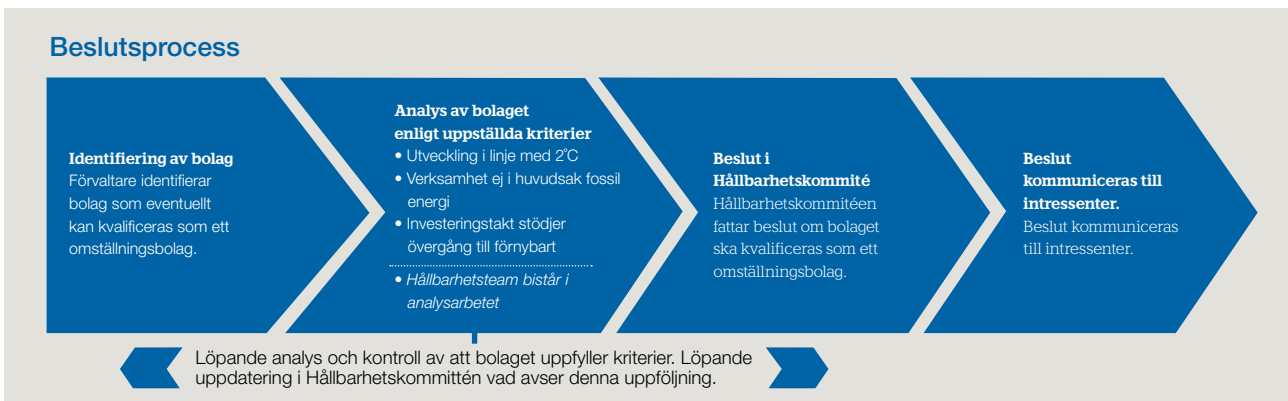 Beslutsprocess
Identifiering av bolag
Förvaltare identifierar
bolag som eventuellt
kan kvalificeras som ett
omställningsbolag.
Analys av bolaget
enligt uppställda kriterier
• Utveckling i linje med 2°C
• Verksamhet ej i huvudsak fossil
energi
• Investeringstakt stödjer
övergång till förnybart
• Hållbarhetsteam bistår i
analysarbetet
Beslut i
Hållbarhetskommité
Hållbarhetskommitéen
fattar beslut om bolaget
ska kvalificeras som ett
omställningsbolag.
Beslut
kommuniceras till
intressenter.
Beslut kommuniceras
till intressenter.
Löpande analys och kontroll av att bolaget uppfyller kriterier. Löpande
uppdatering i Hållbarhetskommittén vad avser denna uppföljning.